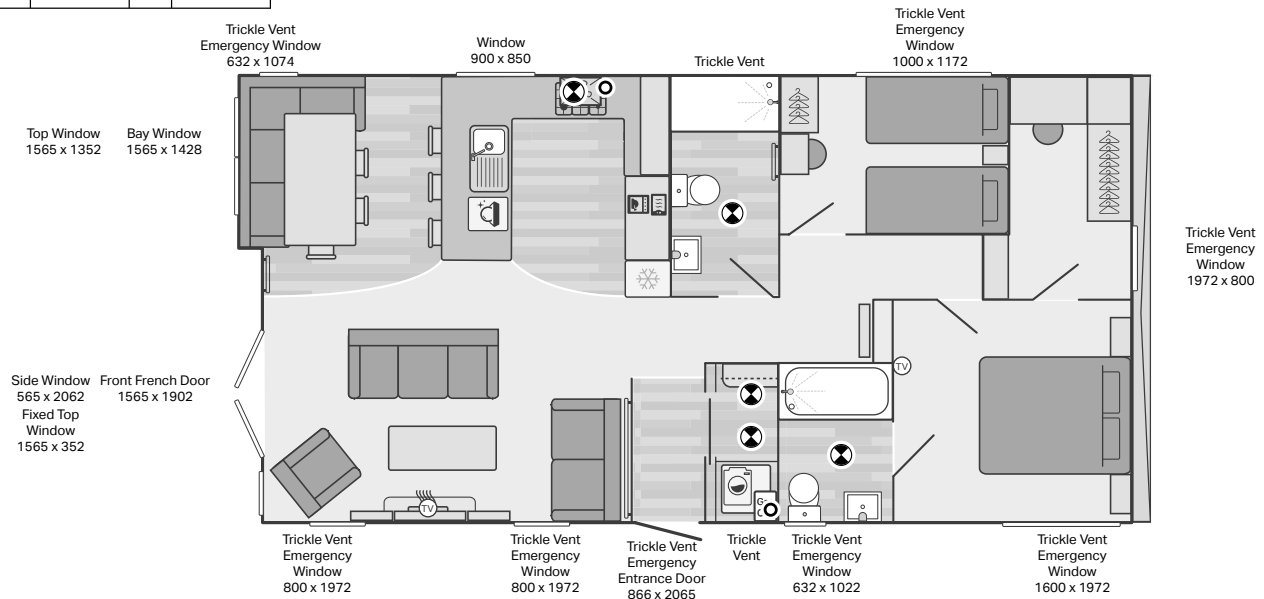 Trickle Vent
Emergency Window
632 x 1074
Window
900 x 850
Trickle Vent
Trickle Vent
Emergency
Window
1000 x 1172
Top Window
1565 x 1352
Bay Window
1565 x 1428
Trickle Vent
Emergency
Window
1972 x 800
Side Window
565 x 2062
Fixed Top
Window
1565 x 352
Front French Door
1565 x 1902
TV
TV
Trickle Vent
Emergency
Window
800 x 1972
Trickle Vent
Emergency
Window
800 x 1972
Trickle Vent
Emergency
Entrance Door
866 x 2065
Trickle
Vent
Trickle Vent
Emergency
Window
632 x 1022
Trickle Vent
Emergency
Window
1600 x 1972